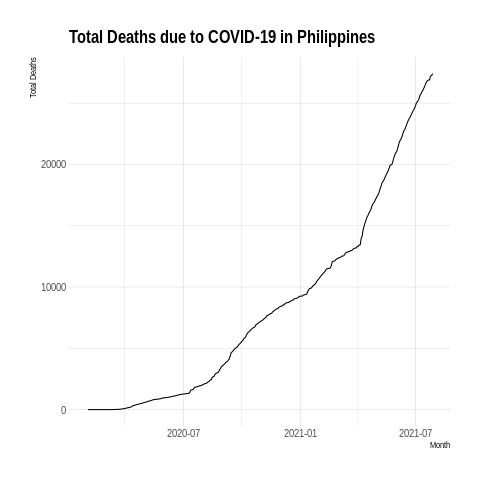 Total Deaths due to COVID-19 in Philippines
Total Deaths
20000
10000
0
2020-07
2021-01
2021-07
Month